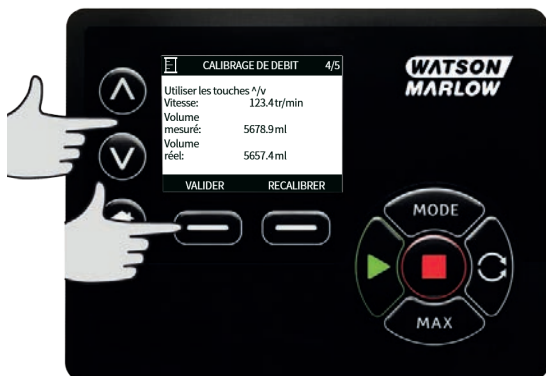 CALIBRAGE DE DEBIT 4/5
Utiliser les touches ^/v
Vitesse: 123.4 tr/min
Volume
mesuré: 5678.9 ml
Volume
réel: 5657.4 ml
VALIDER RECALIBRER
WATSON
MARLOW
MODE
MAX